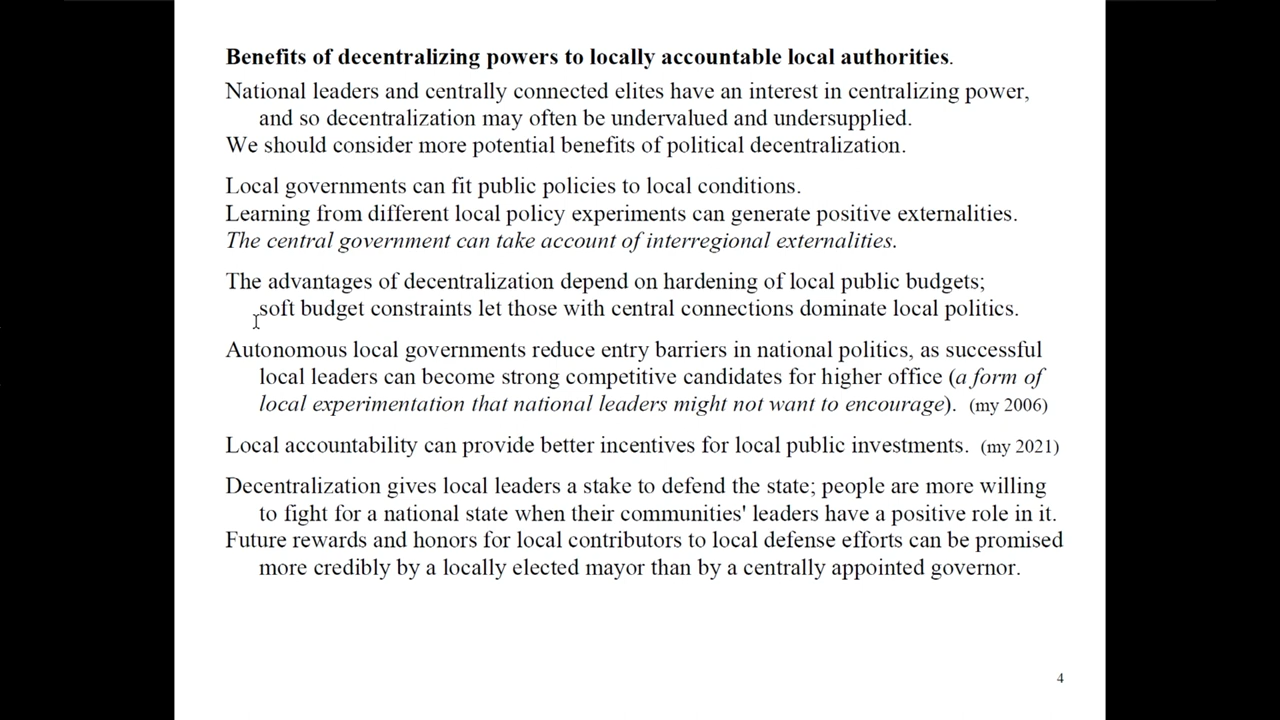 Benefits of decentralizing powers to locally accountable local authorities.
National leaders and centrally connected elites have an interest in centralizing power,
and so decentralization may often be undervalued and undersupplied.
We should consider more potential benefits of political decentralization.
Local governments can fit public policies to local conditions.
Learning from different local policy experiments can generate positive externalities.
The central government can take account of interregional externalities.
The advantages of decentralization depend on hardening of local public budgets;
soft budget constraints let those with central connections dominate local politics.
Autonomous local governments reduce entry barriers in national politics, as successful
local leaders can become strong competitive candidates for higher office (a form of
local experimentation that national leaders might not want to encourage). (my 2006)
Local accountability can provide better incentives for local public investments. (my 2021)
Decentralization gives local leaders a stake to defend the state; people are more willing
to fight for a national state when their communities' leaders have a positive role in it.
Future rewards and honors for local contributors to local defense efforts can be promised
more credibly by a locally elected mayor than by a centrally appointed governor.
4